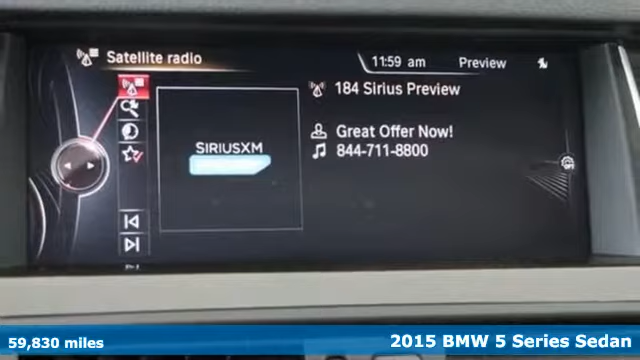 Satellite radio
11:59 am
Preview
184 Sirius Preview
SIRIUSXM
Great Offer Now!
844-711-8800
59,830 miles
2015 BMW 5 Series Sedan